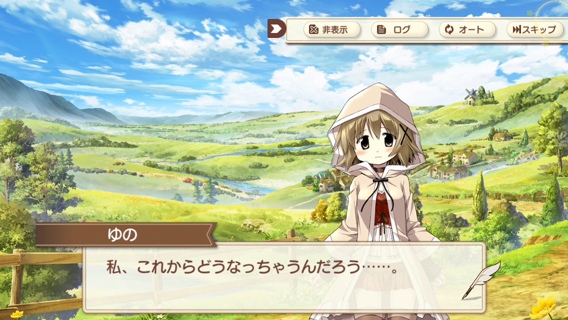 非表示
ログ
オート
スキップ
ゆの
私、これからどうなっちゃうんだろう……。